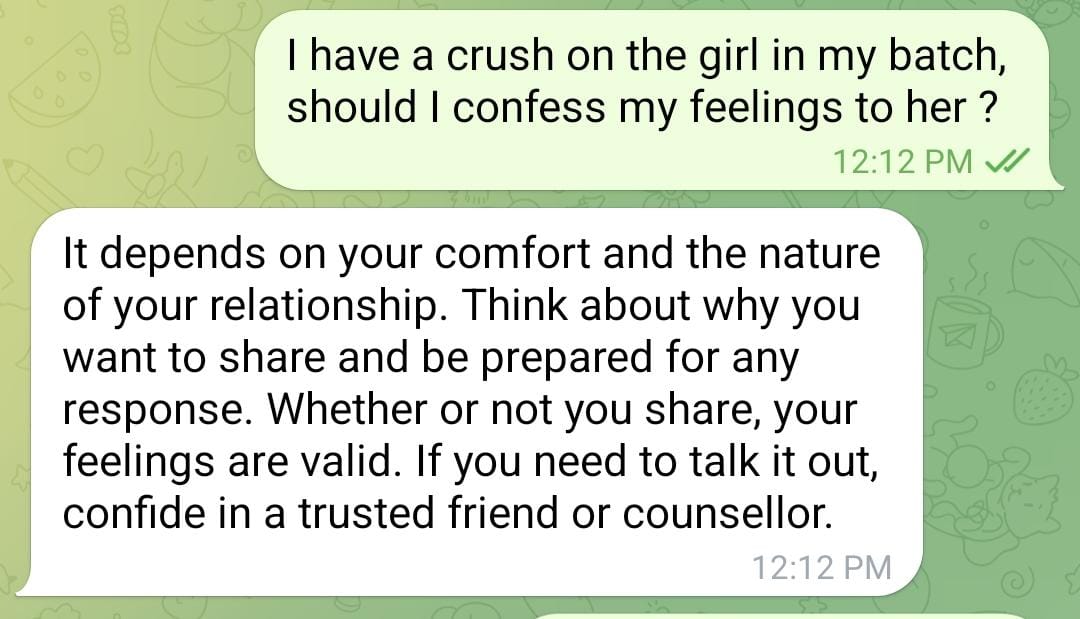 I have a crush on the girl in my batch,
should I confess my feelings to her ?
12:12 PM
It depends on your comfort and the nature
of your relationship. Think about why you
want to share and be prepared for any
response. Whether or not you share, your
feelings are valid. If you need to talk it out,
confide in a trusted friend or counsellor.
12:12 PM